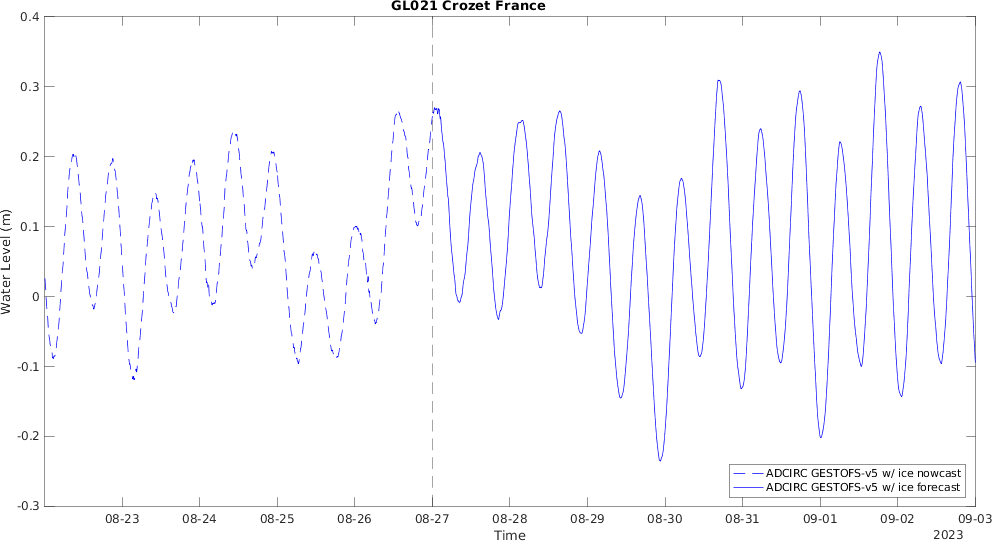 GL021 Crozet France
Water Level (m)
0.4
0.3
0.2
0.1
0
-0.1
-0.2
-0.3
08-23 08-24 08-25 08-26 08-27 08-28 08-29 08-30 08-31 09-01 09-02 09-03
Time
2023
ADCIRC GESTOFS-v5 w/ ice nowcast
ADCIRC GESTOFS-v5 w/ ice forecast